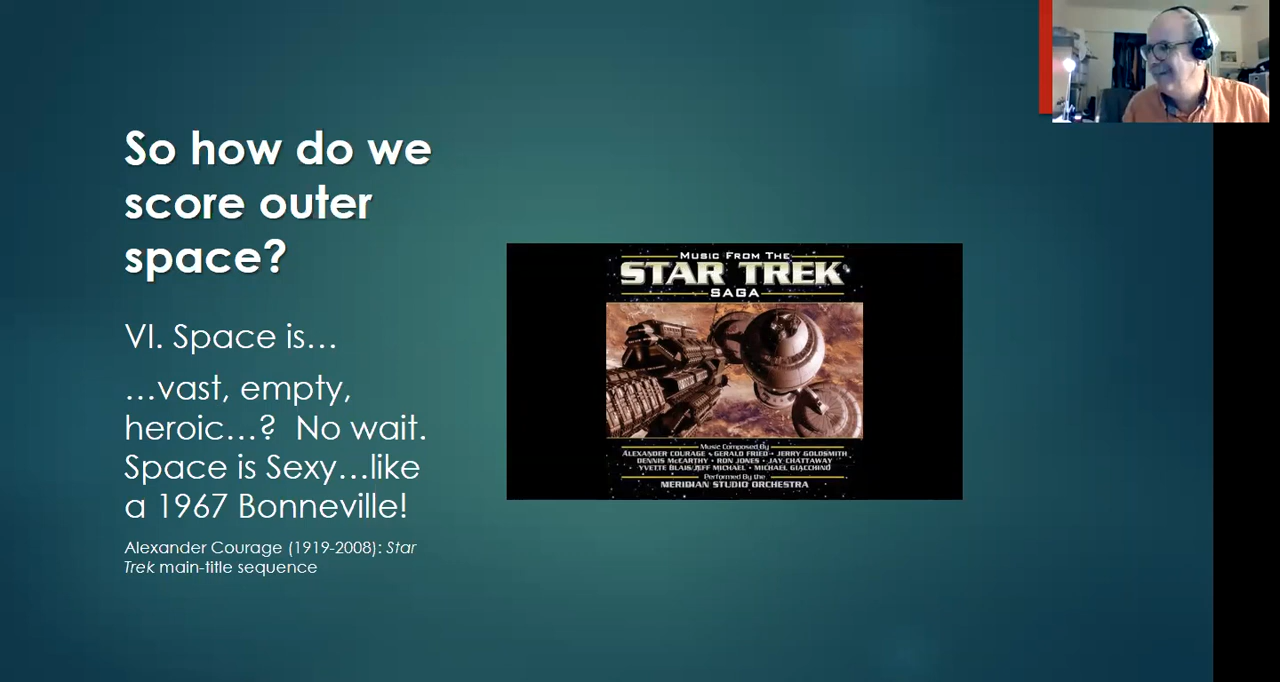 So how do we
score outer
space?
VI. Space is…
…vast, empty,
heroic…?  No wait.
Space is Sexy…like
a 1967 Bonneville!
Alexander Courage (1919-2008): Star
Trek main-title sequence
MUSIC FROM THE
STAR TREK
SAGA
Music Composed By
ALEXANDER COURAGE • GERALD FRIED • JERRY GOLDSMITH
DENNIS McCARTHY • RON JONES • JAY CHATTAWAY
YVETTE BLAIS/JEFF MICHAEL • MICHAEL GIACCHINO
Performed By the
MERIDIAN STUDIO ORCHESTRA